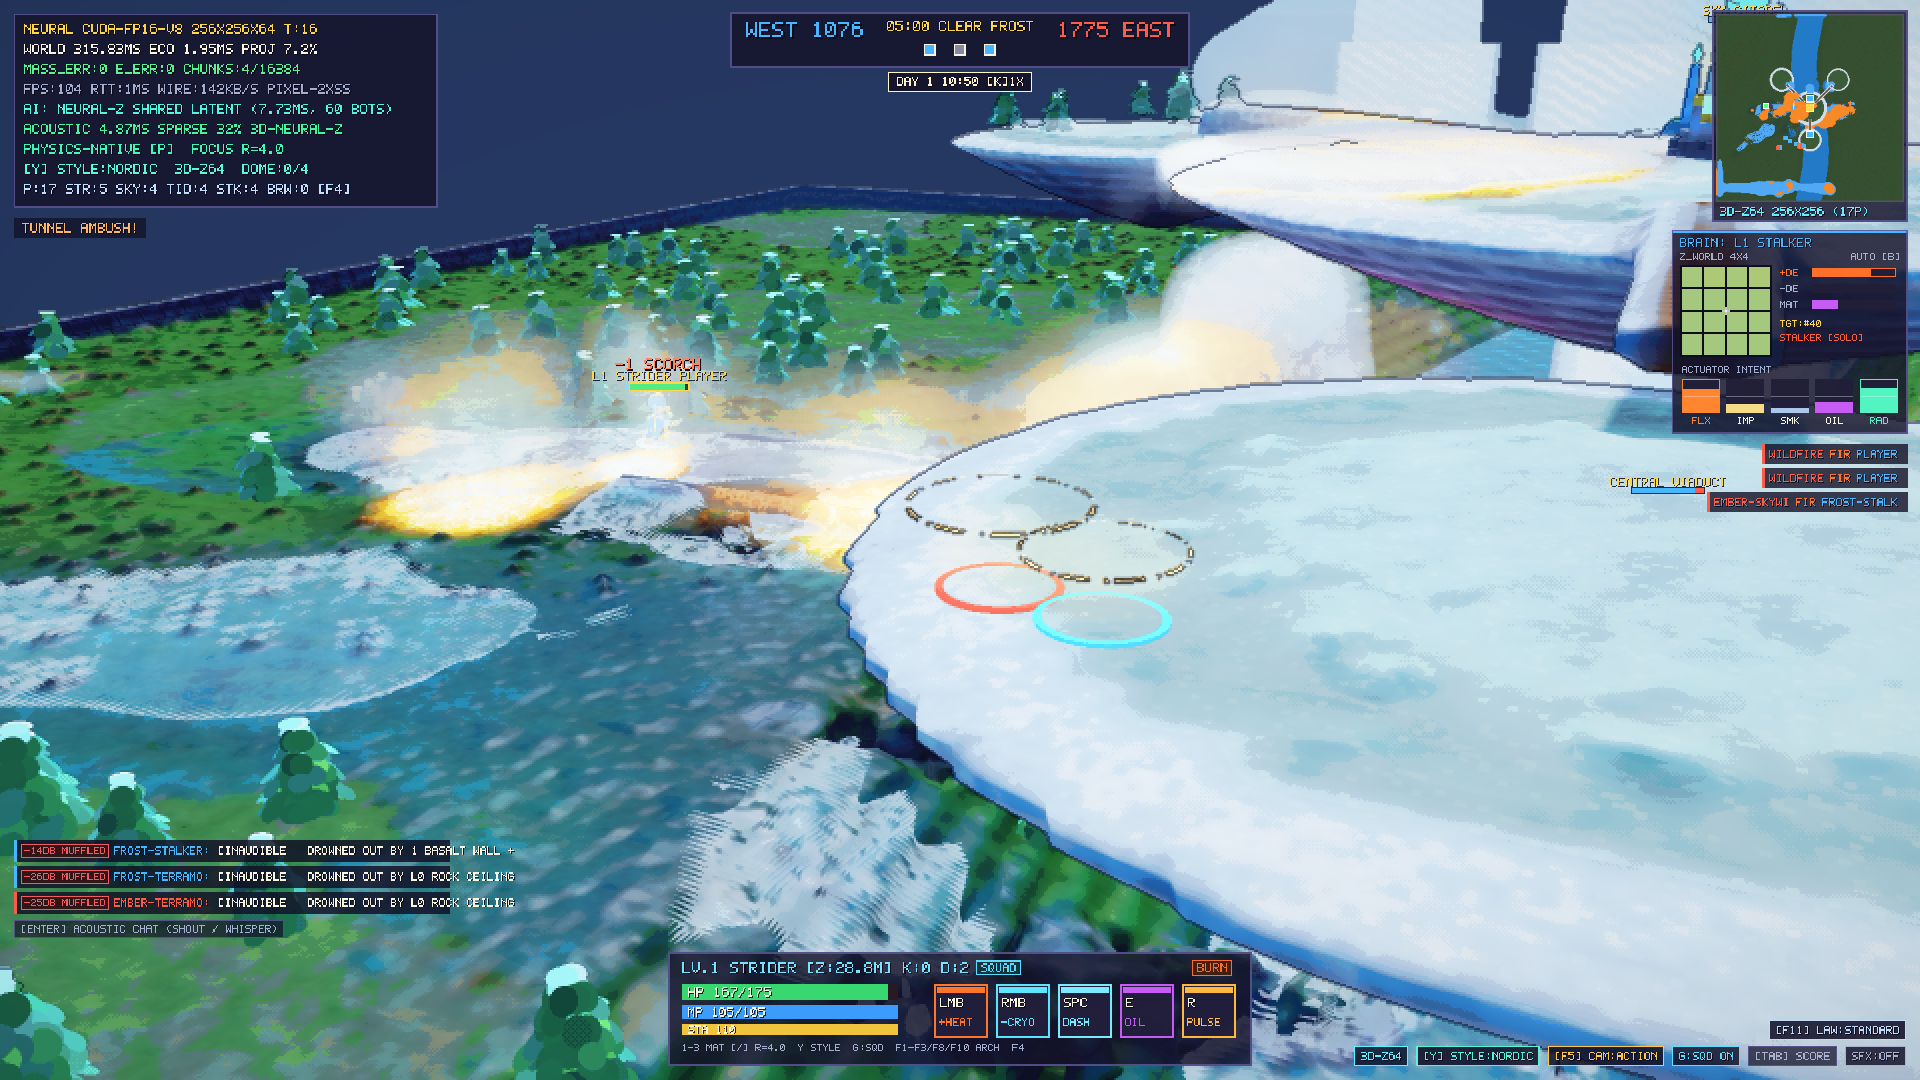 NEURAL CUDA-FP16-V8 256X256X64 T:16
WORLD 315.83MS ECO 1.95MS PROJ 7.2%
MASS_ERR:0 E_ERR:0 CHUNKS:4/16384
FPS:104 RTT:1MS WIRE:142KB/S PIXEL-2XSS
AI: NEURAL-Z SHARED LATENT (7.73MS, 60 BOTS)
ACOUSTIC 4.87MS SPARSE 32% 3D-NEURAL-Z
PHYSICS-NATIVE [P] FOCUS R=4.0
[Y] STYLE:NORDIC 3D-Z64 DOME:0/4
P:17 STR:5 SKY:4 TID:4 STK:4 BRW:0 [F4]
TUNNEL AMBUSH!
WEST 1076 05:00 CLEAR FROST 1775 EAST
DAY 1 10:50 [K]1X
3D-Z64 256X256 (17P)
BRAIN: L1 STALKER
Z_WORLD 4X4 AUTO [B]
+DE
-DE
MAT
TGT:#40
STALKER [SOLO]
ACTUATOR INTENT
FLX IMP SMK OIL RAD
WILDFIRE FIR PLAYER
WILDFIRE FIR PLAYER
EMBER-SKYWI FIR FROST-STALK
CENTRAL VIADUCT
-1 SCORCH
L1 STRIDER PLAYER
-14DB MUFFLED FROST-STALKER: [INAUDIBLE DROWNED OUT BY 1 BASALT WALL +
-26DB MUFFLED FROST-TERRAMO: [INAUDIBLE DROWNED OUT BY L0 ROCK CEILING
-25DB MUFFLED EMBER-TERRAMO: [INAUDIBLE DROWNED OUT BY L0 ROCK CEILING
[ENTER] ACOUSTIC CHAT (SHOUT / WHISPER)
LV.1 STRIDER [Z:28.8M] K:0 D:2 SQUAD BURN
HP 167/175
MP 105/105
STA 110
LMB +HEAT
RMB -CRYO
SPC DASH
E OIL
R PULSE
1-3 MAT [/] R=4.0 Y STYLE G:SQD F1-F3/F8/F10 ARCH F4
[F11] LAW:STANDARD
3D-Z64 [Y] STYLE:NORDIC [F5] CAM:ACTION G:SQD ON [TAB] SCORE SFX:OFF